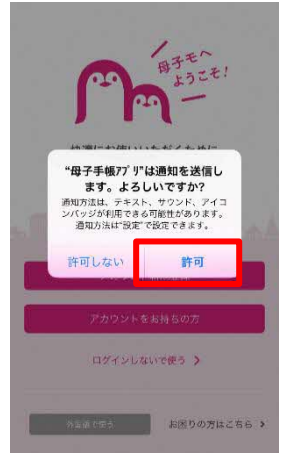 母子モへ
ようこそ!
快適にお使いいただくために
“母子手帳アプリ”は通知を送信し
ます。よろしいですか?
通知方法は、テキスト、サウンド、アイコ
ンバッジが利用できる可能性があります。
通知方法は“設定”で設定できます。
許可しない
許可
アカウントをお持ちの方
ログインしないで使う
外国語で使う
お困りの方はこちら